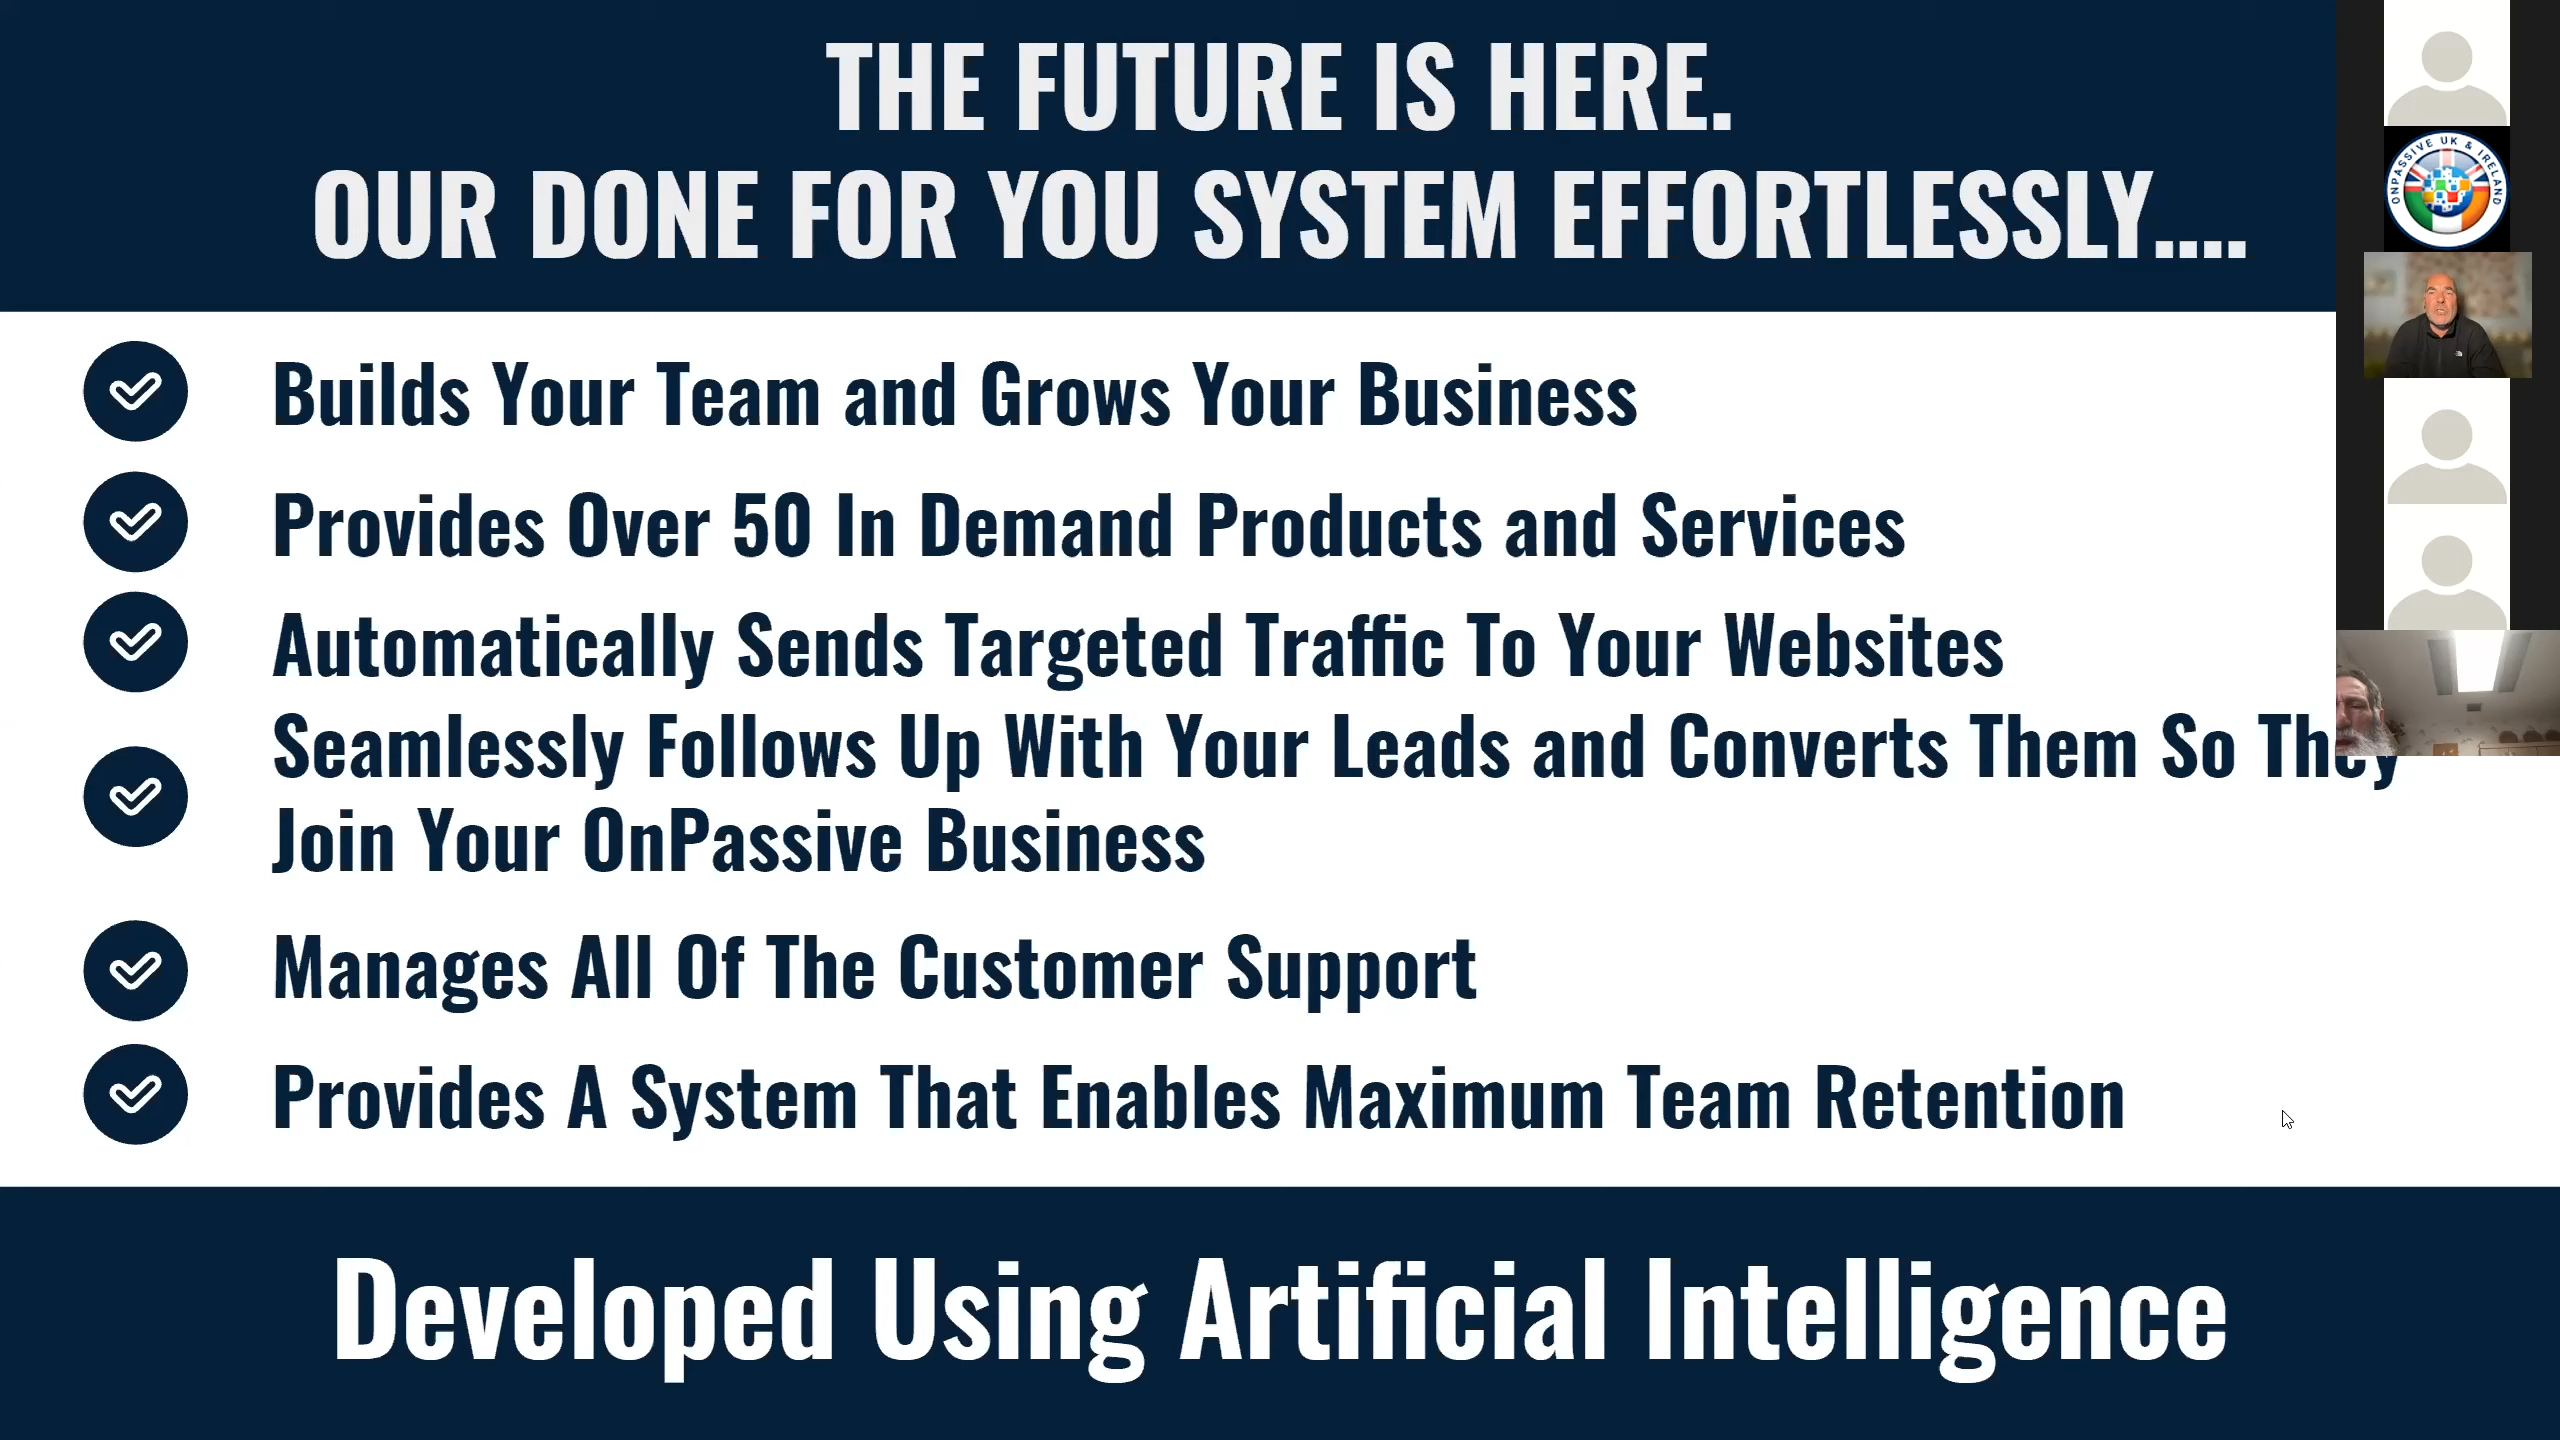 THE FUTURE IS HERE.
OUR DONE FOR YOU SYSTEM EFFORTLESSLY....
ONPASSIVE UK & IRELAND
Builds Your Team and Grows Your Business
Provides Over 50 In Demand Products and Services
Automatically Sends Targeted Traffic To Your Websites
Seamlessly Follows Up With Your Leads and Converts Them So They
Join Your OnPassive Business
Manages All Of The Customer Support
Provides A System That Enables Maximum Team Retention
Developed Using Artificial Intelligence